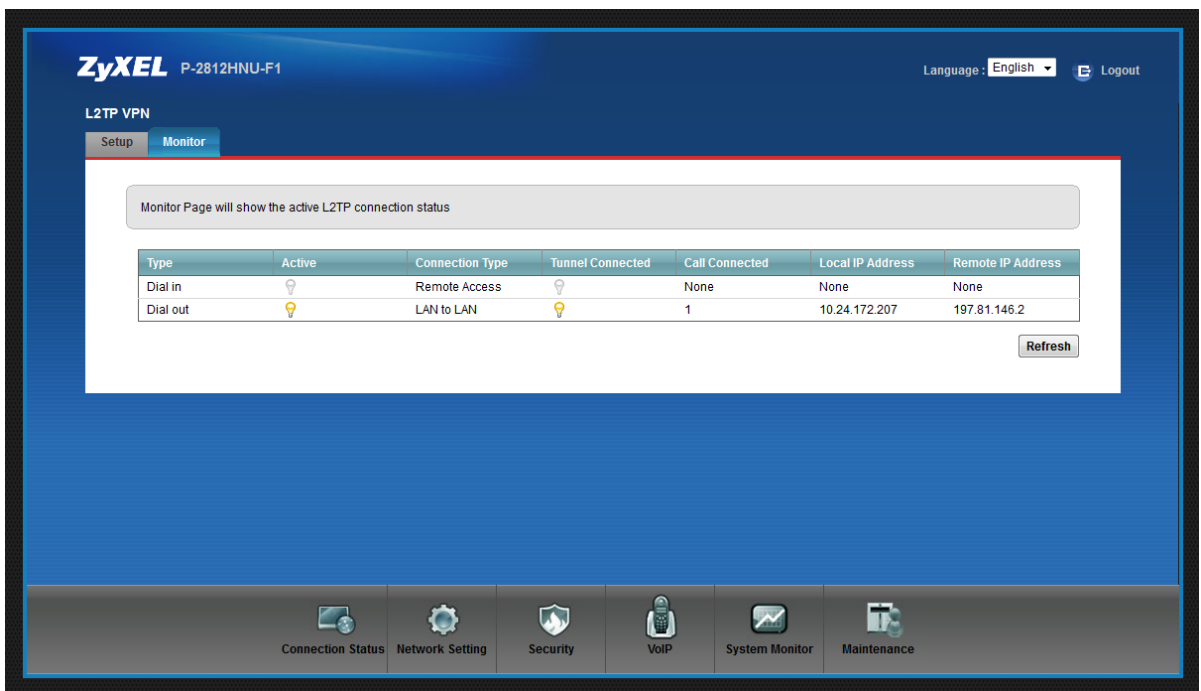 ZyXEL P-2812HNU-F1
Language : English
Logout
L2TP VPN
Setup Monitor
Monitor Page will show the active L2TP connection status
Type Active Connection Type Tunnel Connected Call Connected Local IP Address Remote IP Address
Dial in Remote Access None None None
Dial out LAN to LAN 1 10.24.172.207 197.81.146.2
Refresh
Connection Status Network Setting Security VoIP System Monitor Maintenance